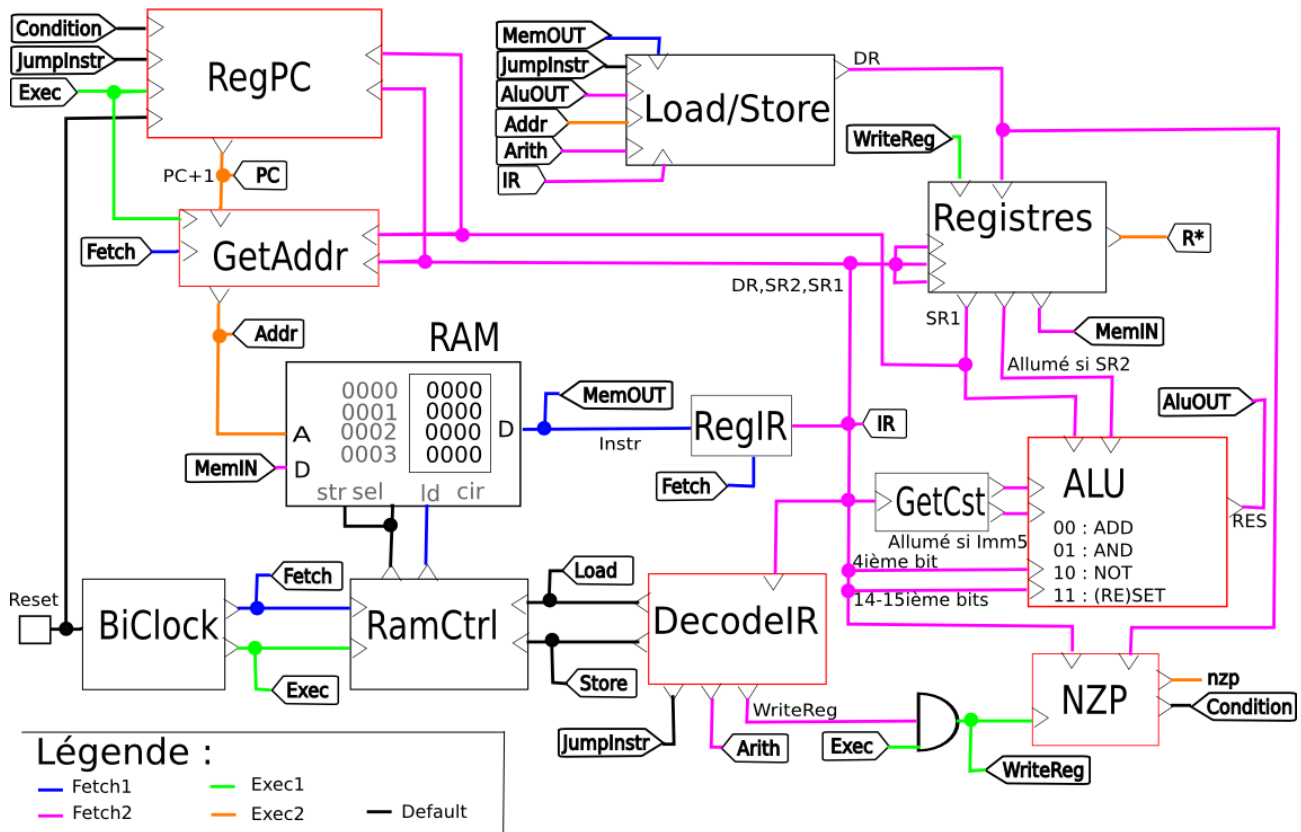 Condition
JumpInstr
Exec
RegPC
PC+1
PC
Fetch
GetAddr
Addr
MemOUT
JumpInstr
AluOUT
Addr
Arith
IR
Load/Store
DR
WriteReg
Registres
R*
DR,SR2,SR1
SR1
MemIN
Allumé si SR2
RAM
0000 0000
0001 0000
0002 0000
0003 0000
A
D
D
str sel ld cir
MemIN
MemOUT
Instr
RegIR
Fetch
IR
AluOUT
GetCst
Allumé si Imm5
4ième bit
14-15ième bits
ALU
00 : ADD
01 : AND
10 : NOT
11 : (RE)SET
RES
Reset
BiClock
Fetch
Exec
RamCtrl
Load
Store
DecodeIR
JumpInstr
Arith
WriteReg
Exec
WriteReg
NZP
nzp
Condition
Légende :
Fetch1
Exec1
Fetch2
Exec2
Default